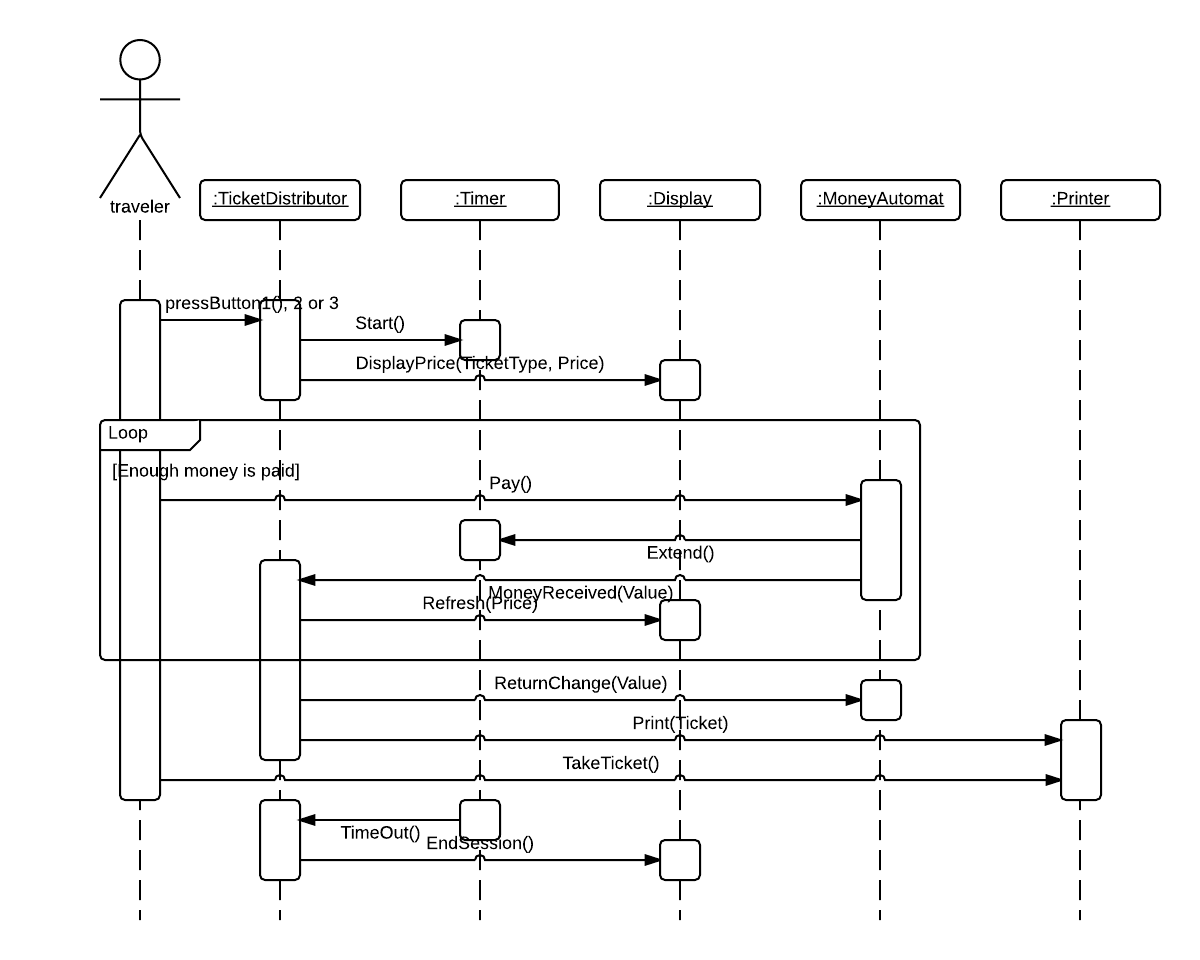 traveler
:TicketDistributor
:Timer
:Display
:MoneyAutomat
:Printer
pressButton1(), 2 or 3
Start()
DisplayPrice(TicketType, Price)
Loop
[Enough money is paid]
Pay()
Extend()
MoneyReceived(Value)
Refresh(Price)
ReturnChange(Value)
Print(Ticket)
TakeTicket()
TimeOut()
EndSession()